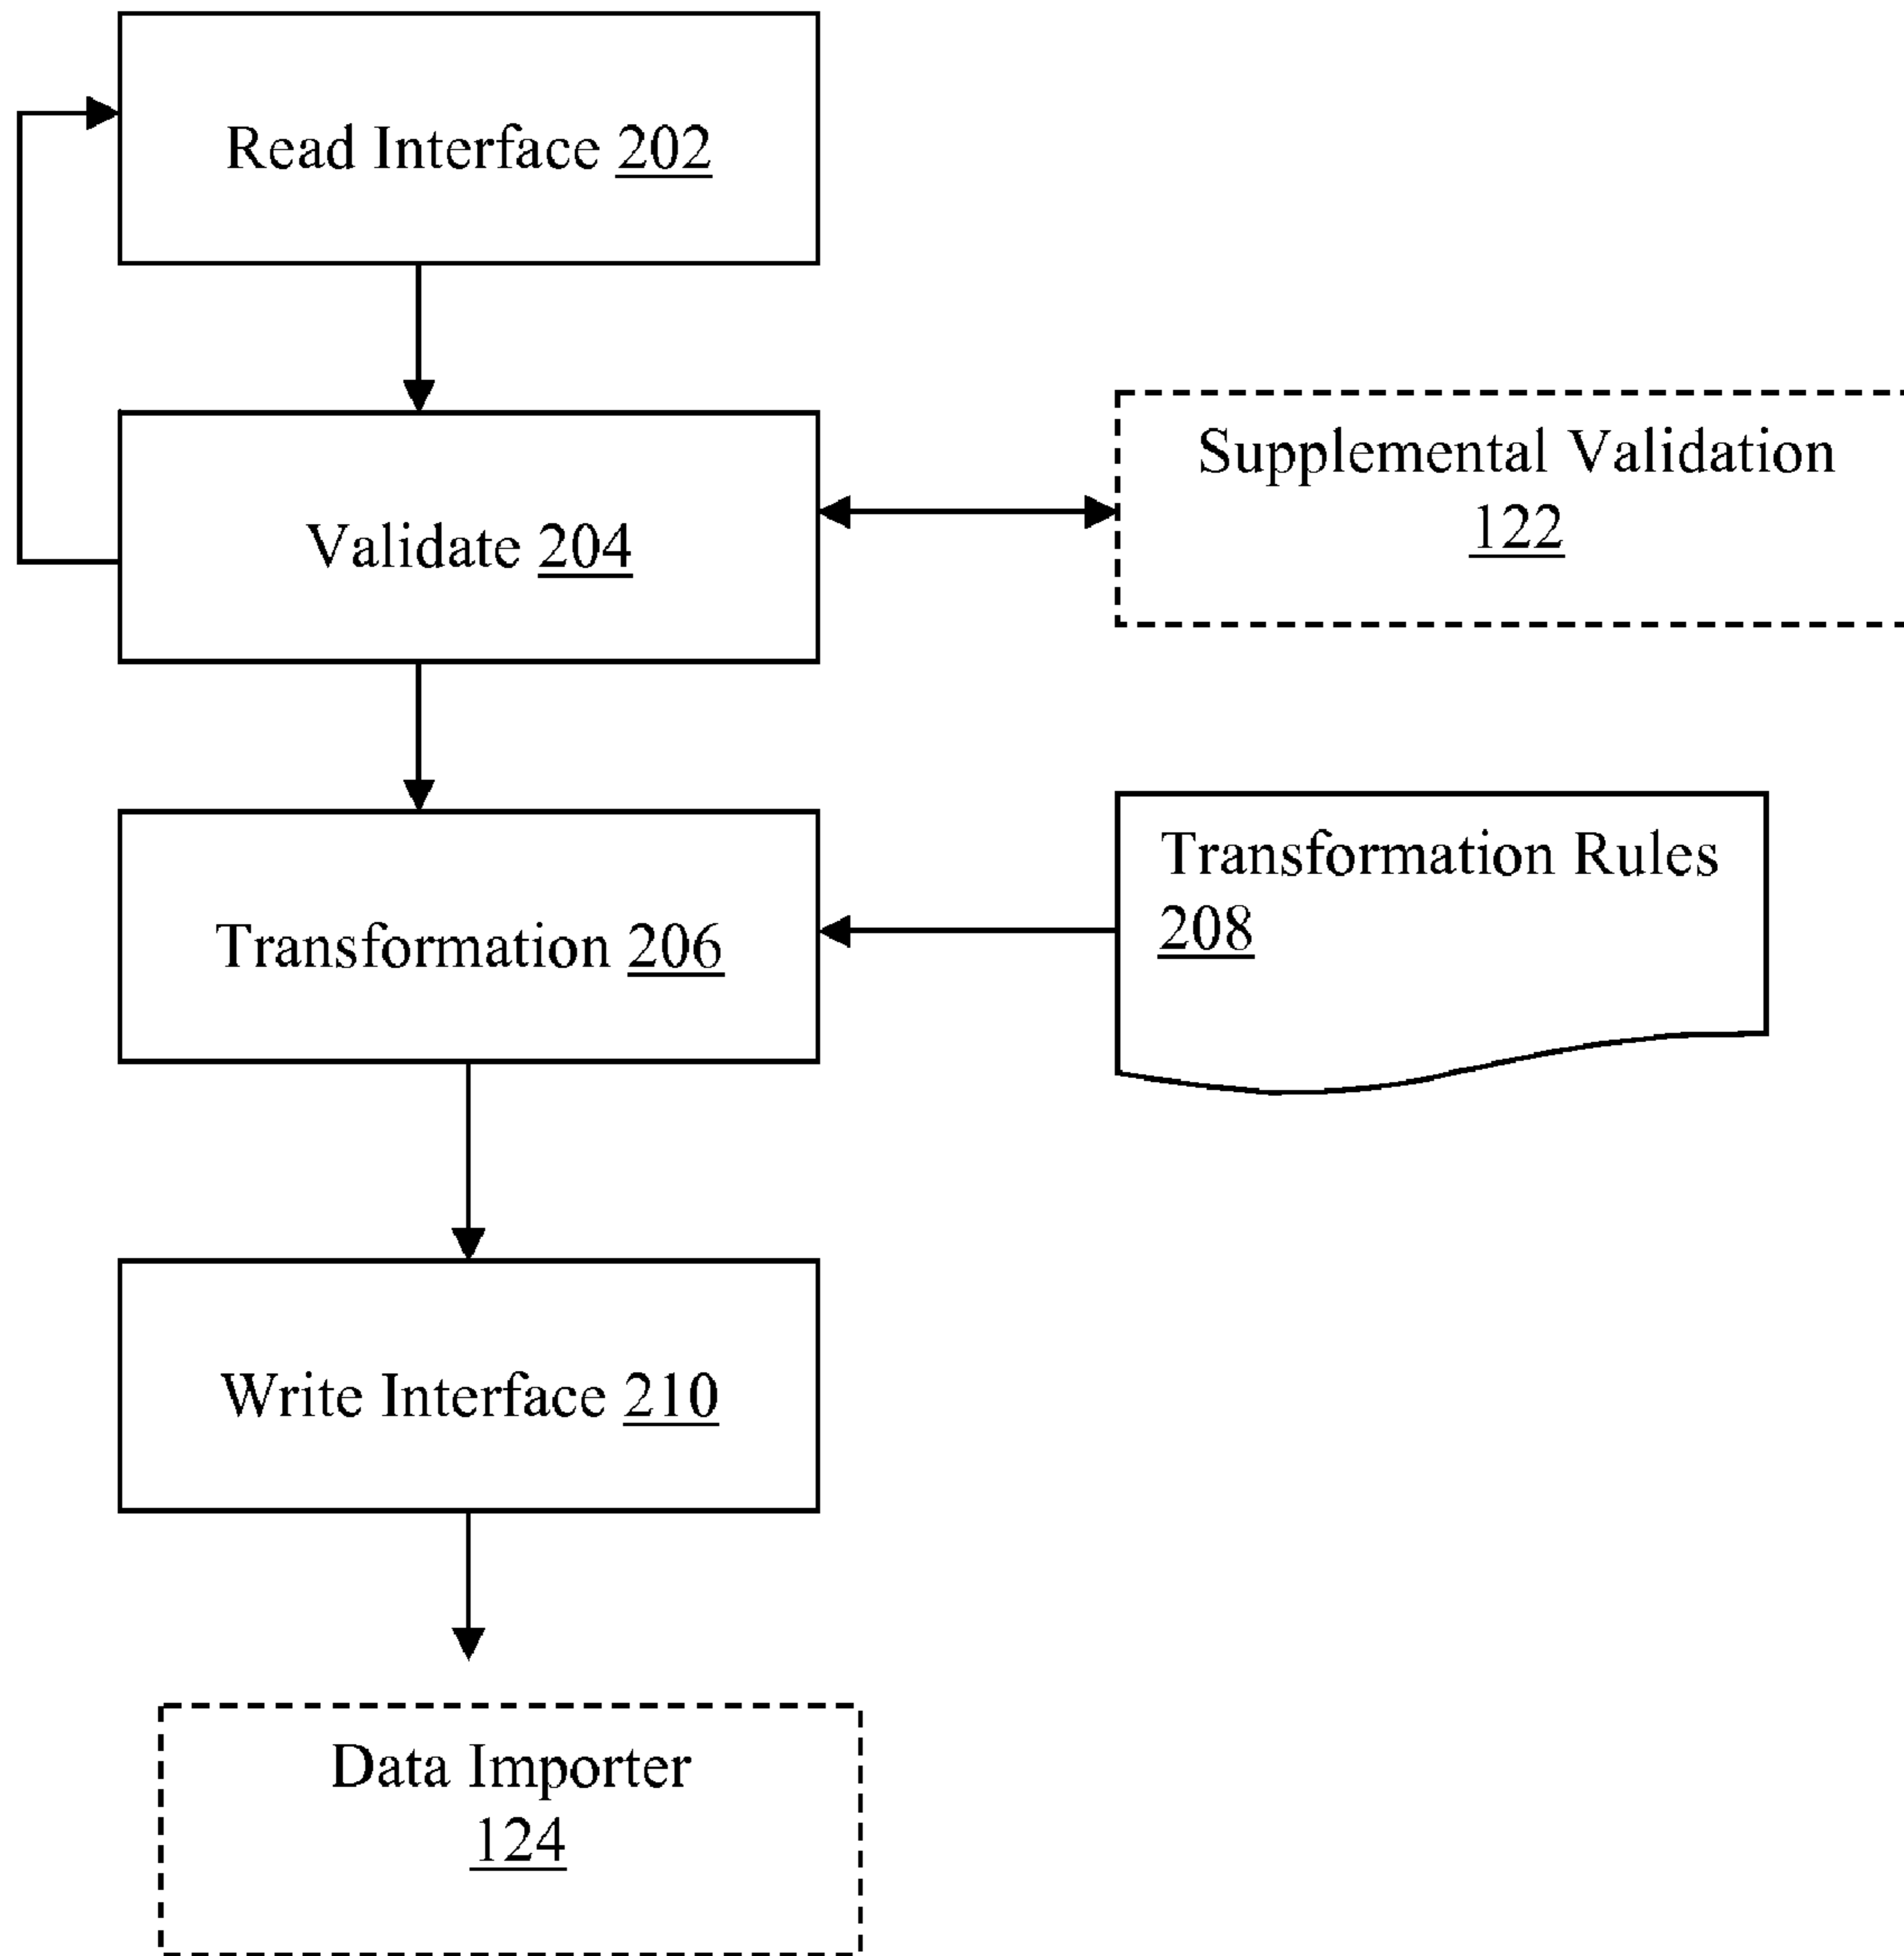 Read Interface 202
Supplemental Validation
122
Validate 204
Transformation Rules
208
Transformation 206
Write Interface 210
Data Importer
124